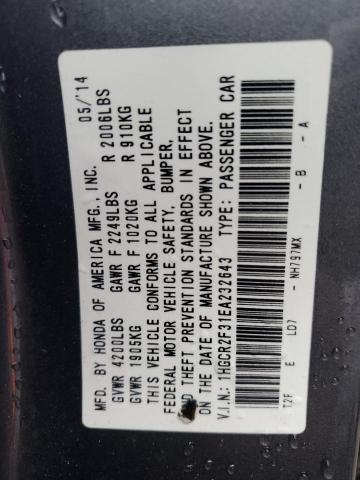 MFD. BY HONDA OF AMERICA MFG., INC. 05/'14
GVWR 4200LBS GAWR F 2249LBS R 2006LBS
GVWR 1905KG GAWR F 1020KG R 910KG
THIS VEHICLE CONFORMS TO ALL APPLICABLE
FEDERAL MOTOR VEHICLE SAFETY, BUMPER,
AND THEFT PREVENTION STANDARDS IN EFFECT
ON THE DATE OF MANUFACTURE SHOWN ABOVE.
V.I.N.: 1HGCR2F31EA232643 TYPE: PASSENGER CAR
T2F E LD7 NH797MX - B - A